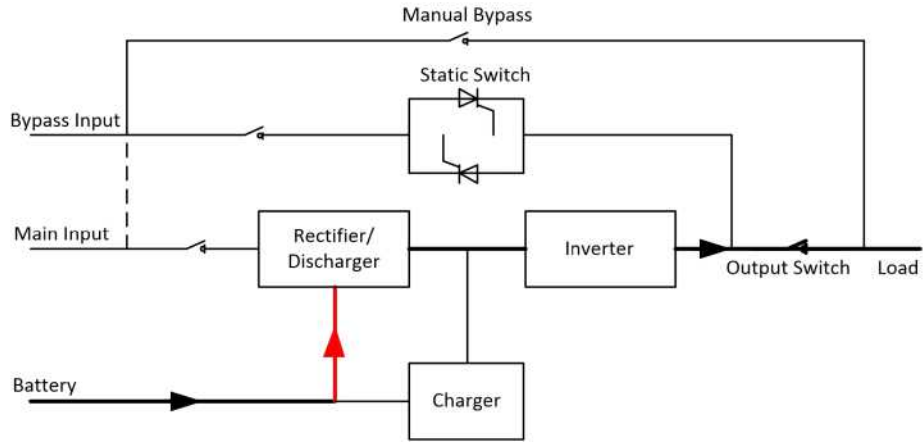 Manual Bypass
Static Switch
Bypass Input
Main Input
Rectifier/
Discharger
Inverter
Output Switch
Load
Battery
Charger